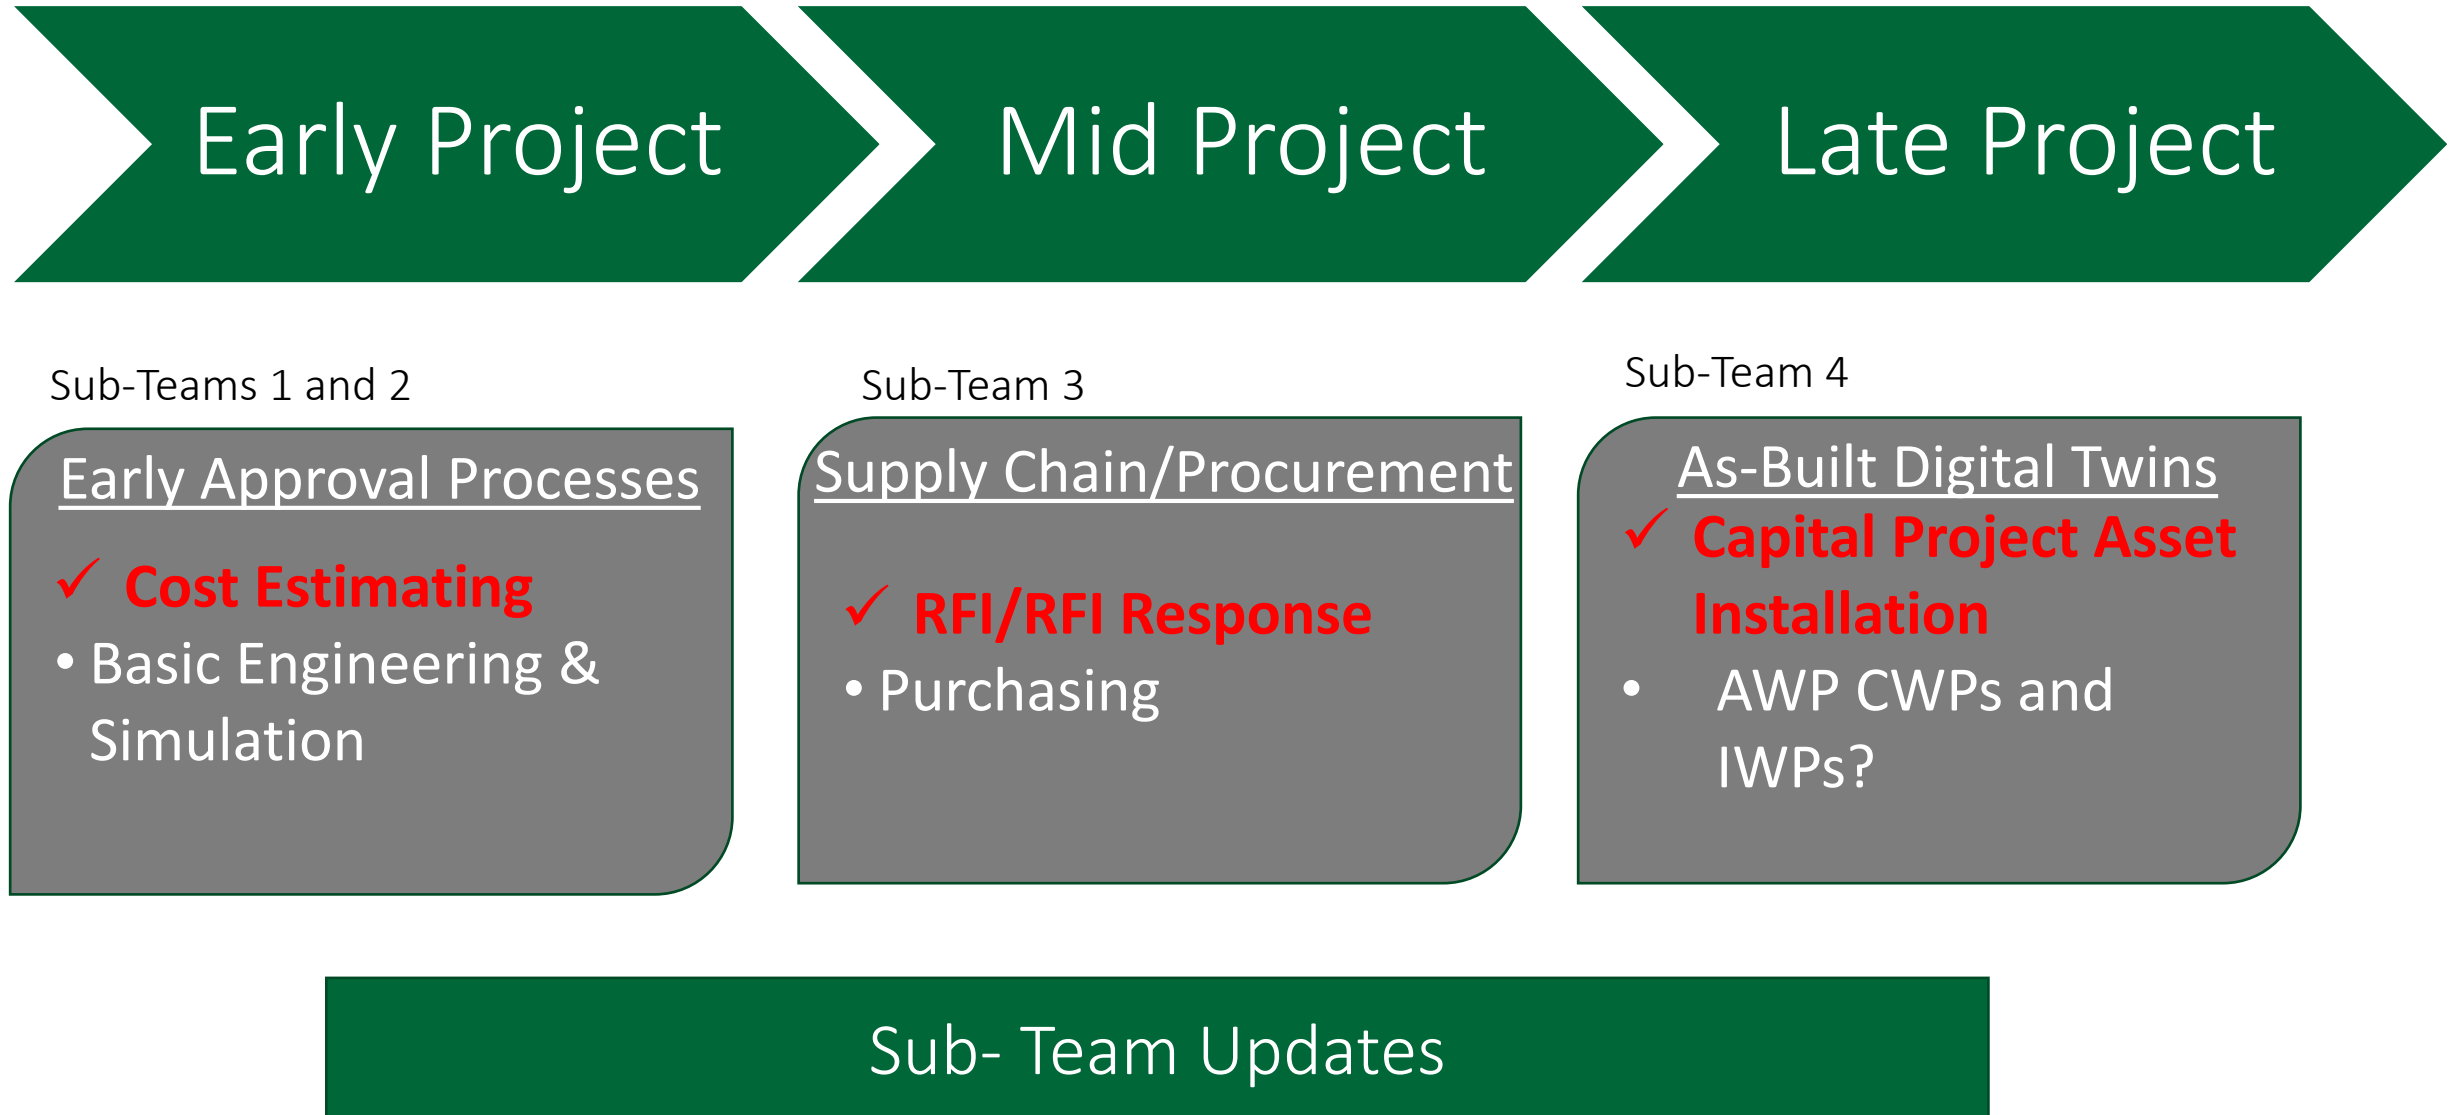 Early Project
Mid Project
Late Project
Sub-Teams 1 and 2
Early Approval Processes
✓ Cost Estimating
• Basic Engineering &
Simulation
Sub-Team 3
Supply Chain/Procurement
✓ RFI/RFI Response
• Purchasing
Sub-Team 4
As-Built Digital Twins
✓ Capital Project Asset
Installation
• AWP CWPs and
IWPs?
Sub- Team Updates